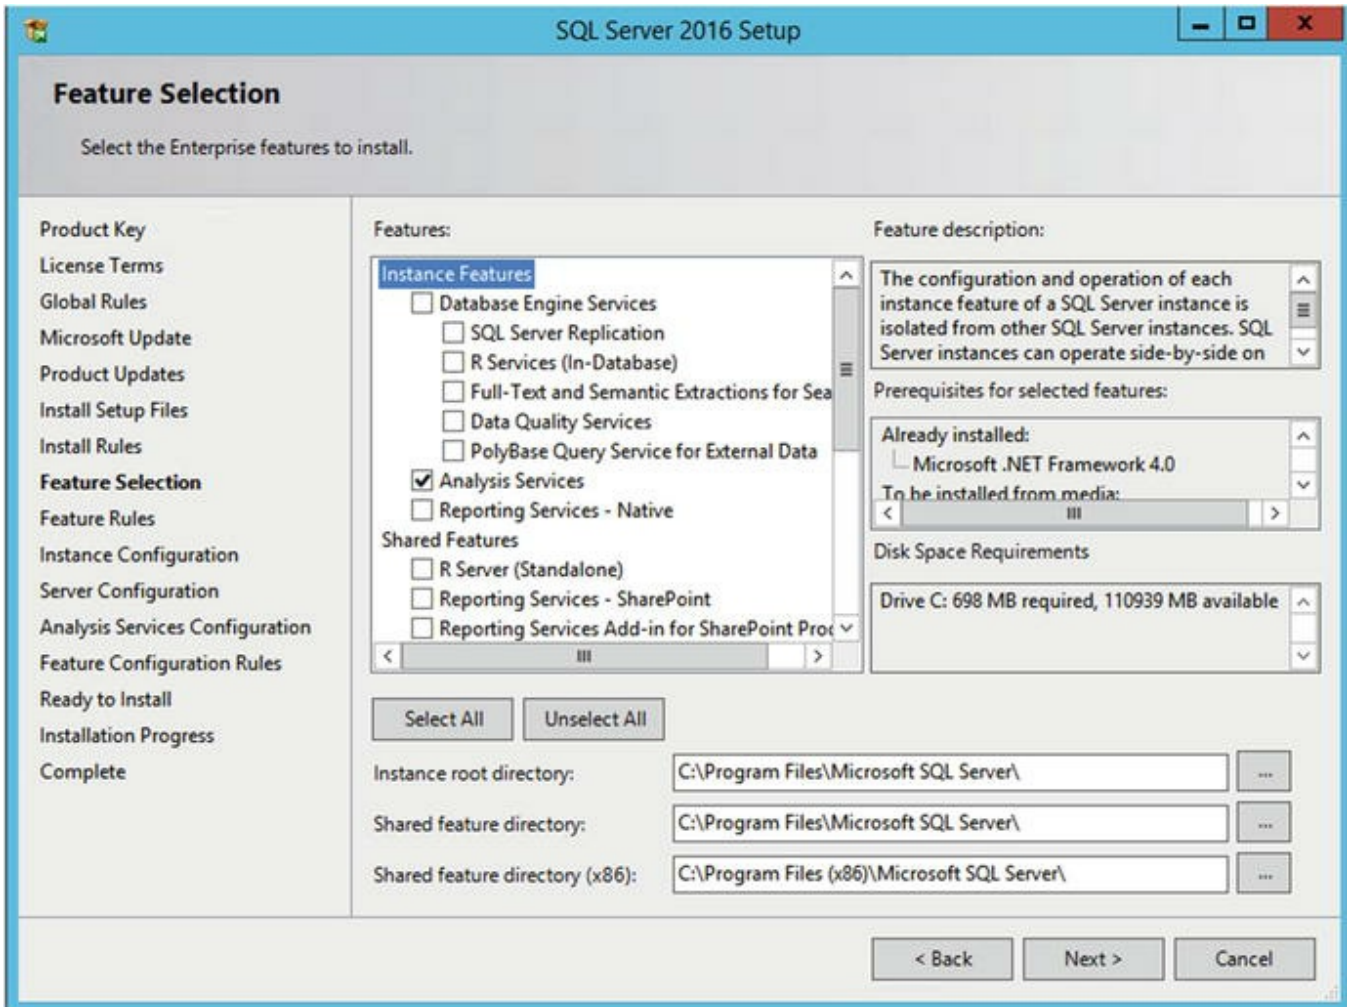 SQL Server 2016 Setup
Feature Selection
Select the Enterprise features to install.
Product Key
License Terms
Global Rules
Microsoft Update
Product Updates
Install Setup Files
Install Rules
Feature Selection
Feature Rules
Instance Configuration
Server Configuration
Analysis Services Configuration
Feature Configuration Rules
Ready to Install
Installation Progress
Complete
Features:
Instance Features
Database Engine Services
SQL Server Replication
R Services (In-Database)
Full-Text and Semantic Extractions for Sea
Data Quality Services
PolyBase Query Service for External Data
Analysis Services
Reporting Services - Native
Shared Features
R Server (Standalone)
Reporting Services - SharePoint
Reporting Services Add-in for SharePoint Pro
Feature description:
The configuration and operation of each
instance feature of a SQL Server instance is
isolated from other SQL Server instances. SQL
Server instances can operate side-by-side on
Prerequisites for selected features:
Already installed:
Microsoft .NET Framework 4.0
To be installed from media:
Disk Space Requirements
Drive C: 698 MB required, 110939 MB available
Select All
Unselect All
Instance root directory:
C:\Program Files\Microsoft SQL Server\
...
Shared feature directory:
C:\Program Files\Microsoft SQL Server\
...
Shared feature directory (x86):
C:\Program Files (x86)\Microsoft SQL Server\
...
< Back
Next >
Cancel